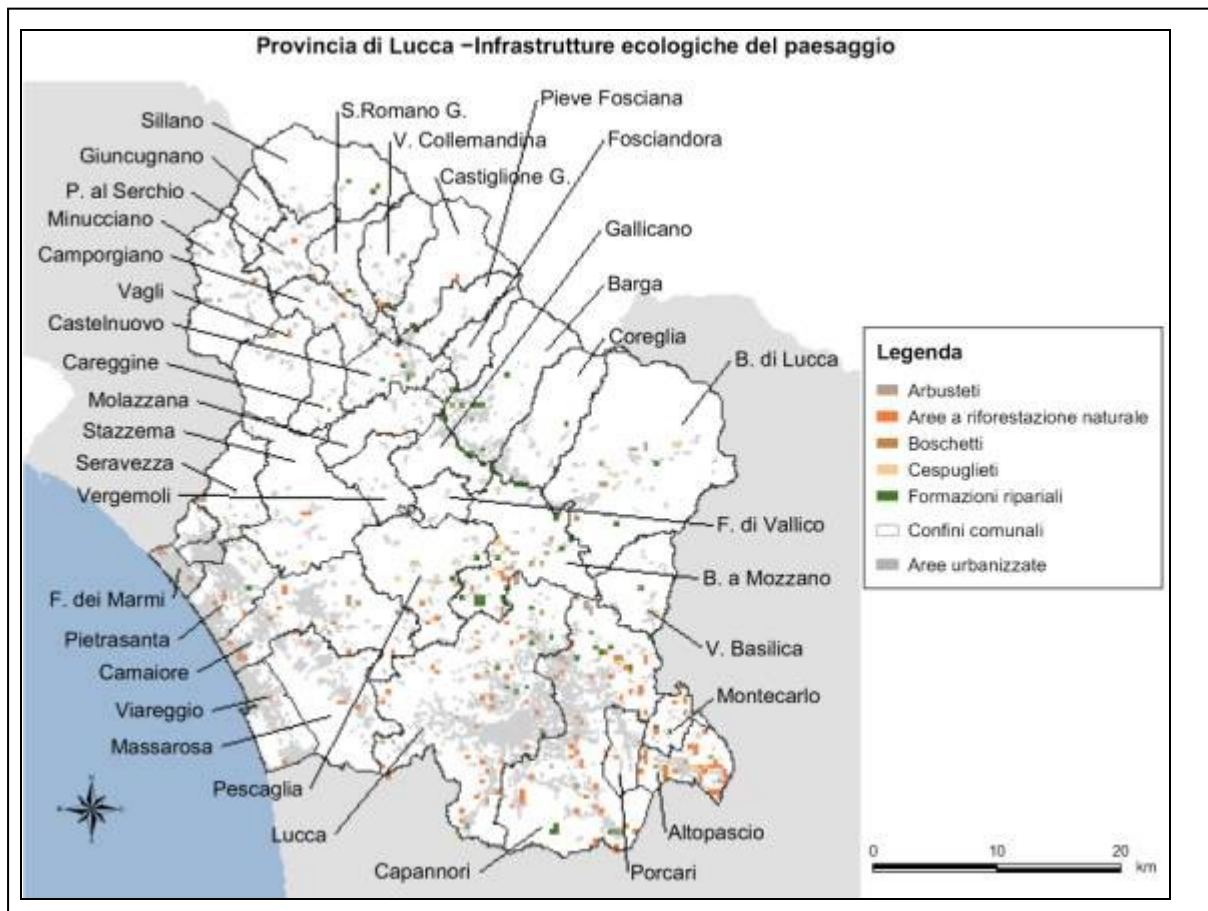 Provincia di Lucca –Infrastrutture ecologiche del paesaggio
Pieve Fosciana
S.Romano G.
Sillano
V. Collemandina
Fosciandora
Giuncugnano
Castiglione G.
P. al Serchio
Minucciano
Gallicano
Camporgiano
Barga
Vagli
Castelnuovo
Coreglia
B. di Lucca
Careggine
Molazzana
Stazzema
Seravezza
Vergemoli
F. di Vallico
B. a Mozzano
F. dei Marmi
Pietrasanta
V. Basilica
Camaiore
Montecarlo
Viareggio
Massarosa
Pescaglia
Lucca
Altopascio
Capannori
Porcari
Legenda
Arbusteti
Aree a riforestazione naturale
Boschetti
Cespuglieti
Formazioni ripariali
Confini comunali
Aree urbanizzate
0 10 20
km